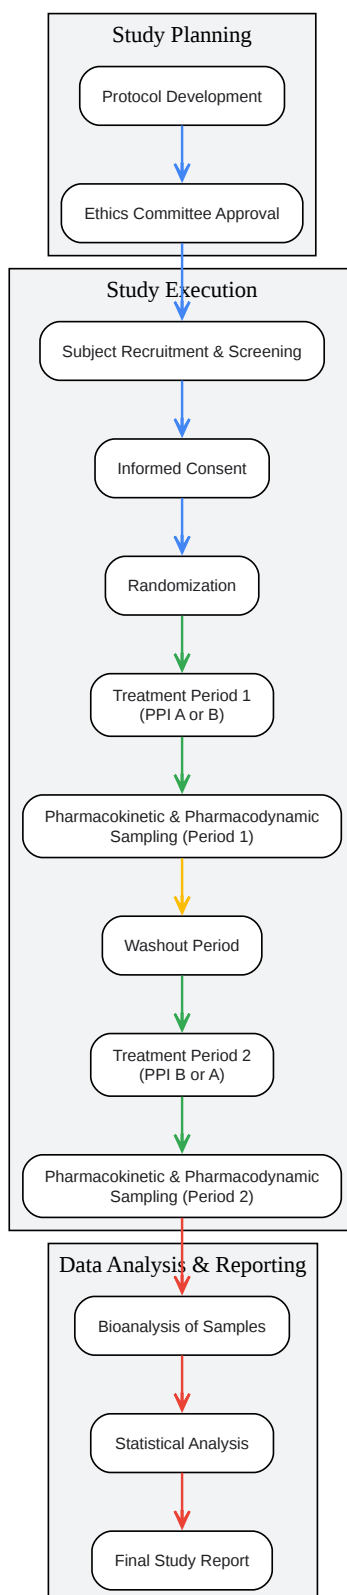 Study Planning
Protocol Development
Ethics Committee Approval
Study Execution
Subject Recruitment & Screening
Informed Consent
Randomization
Treatment Period 1
(PPI A or B)
Pharmacokinetic & Pharmacodynamic
Sampling (Period 1)
Washout Period
Treatment Period 2
(PPI B or A)
Pharmacokinetic & Pharmacodynamic
Sampling (Period 2)
Data Analysis & Reporting
Bioanalysis of Samples
Statistical Analysis
Final Study Report